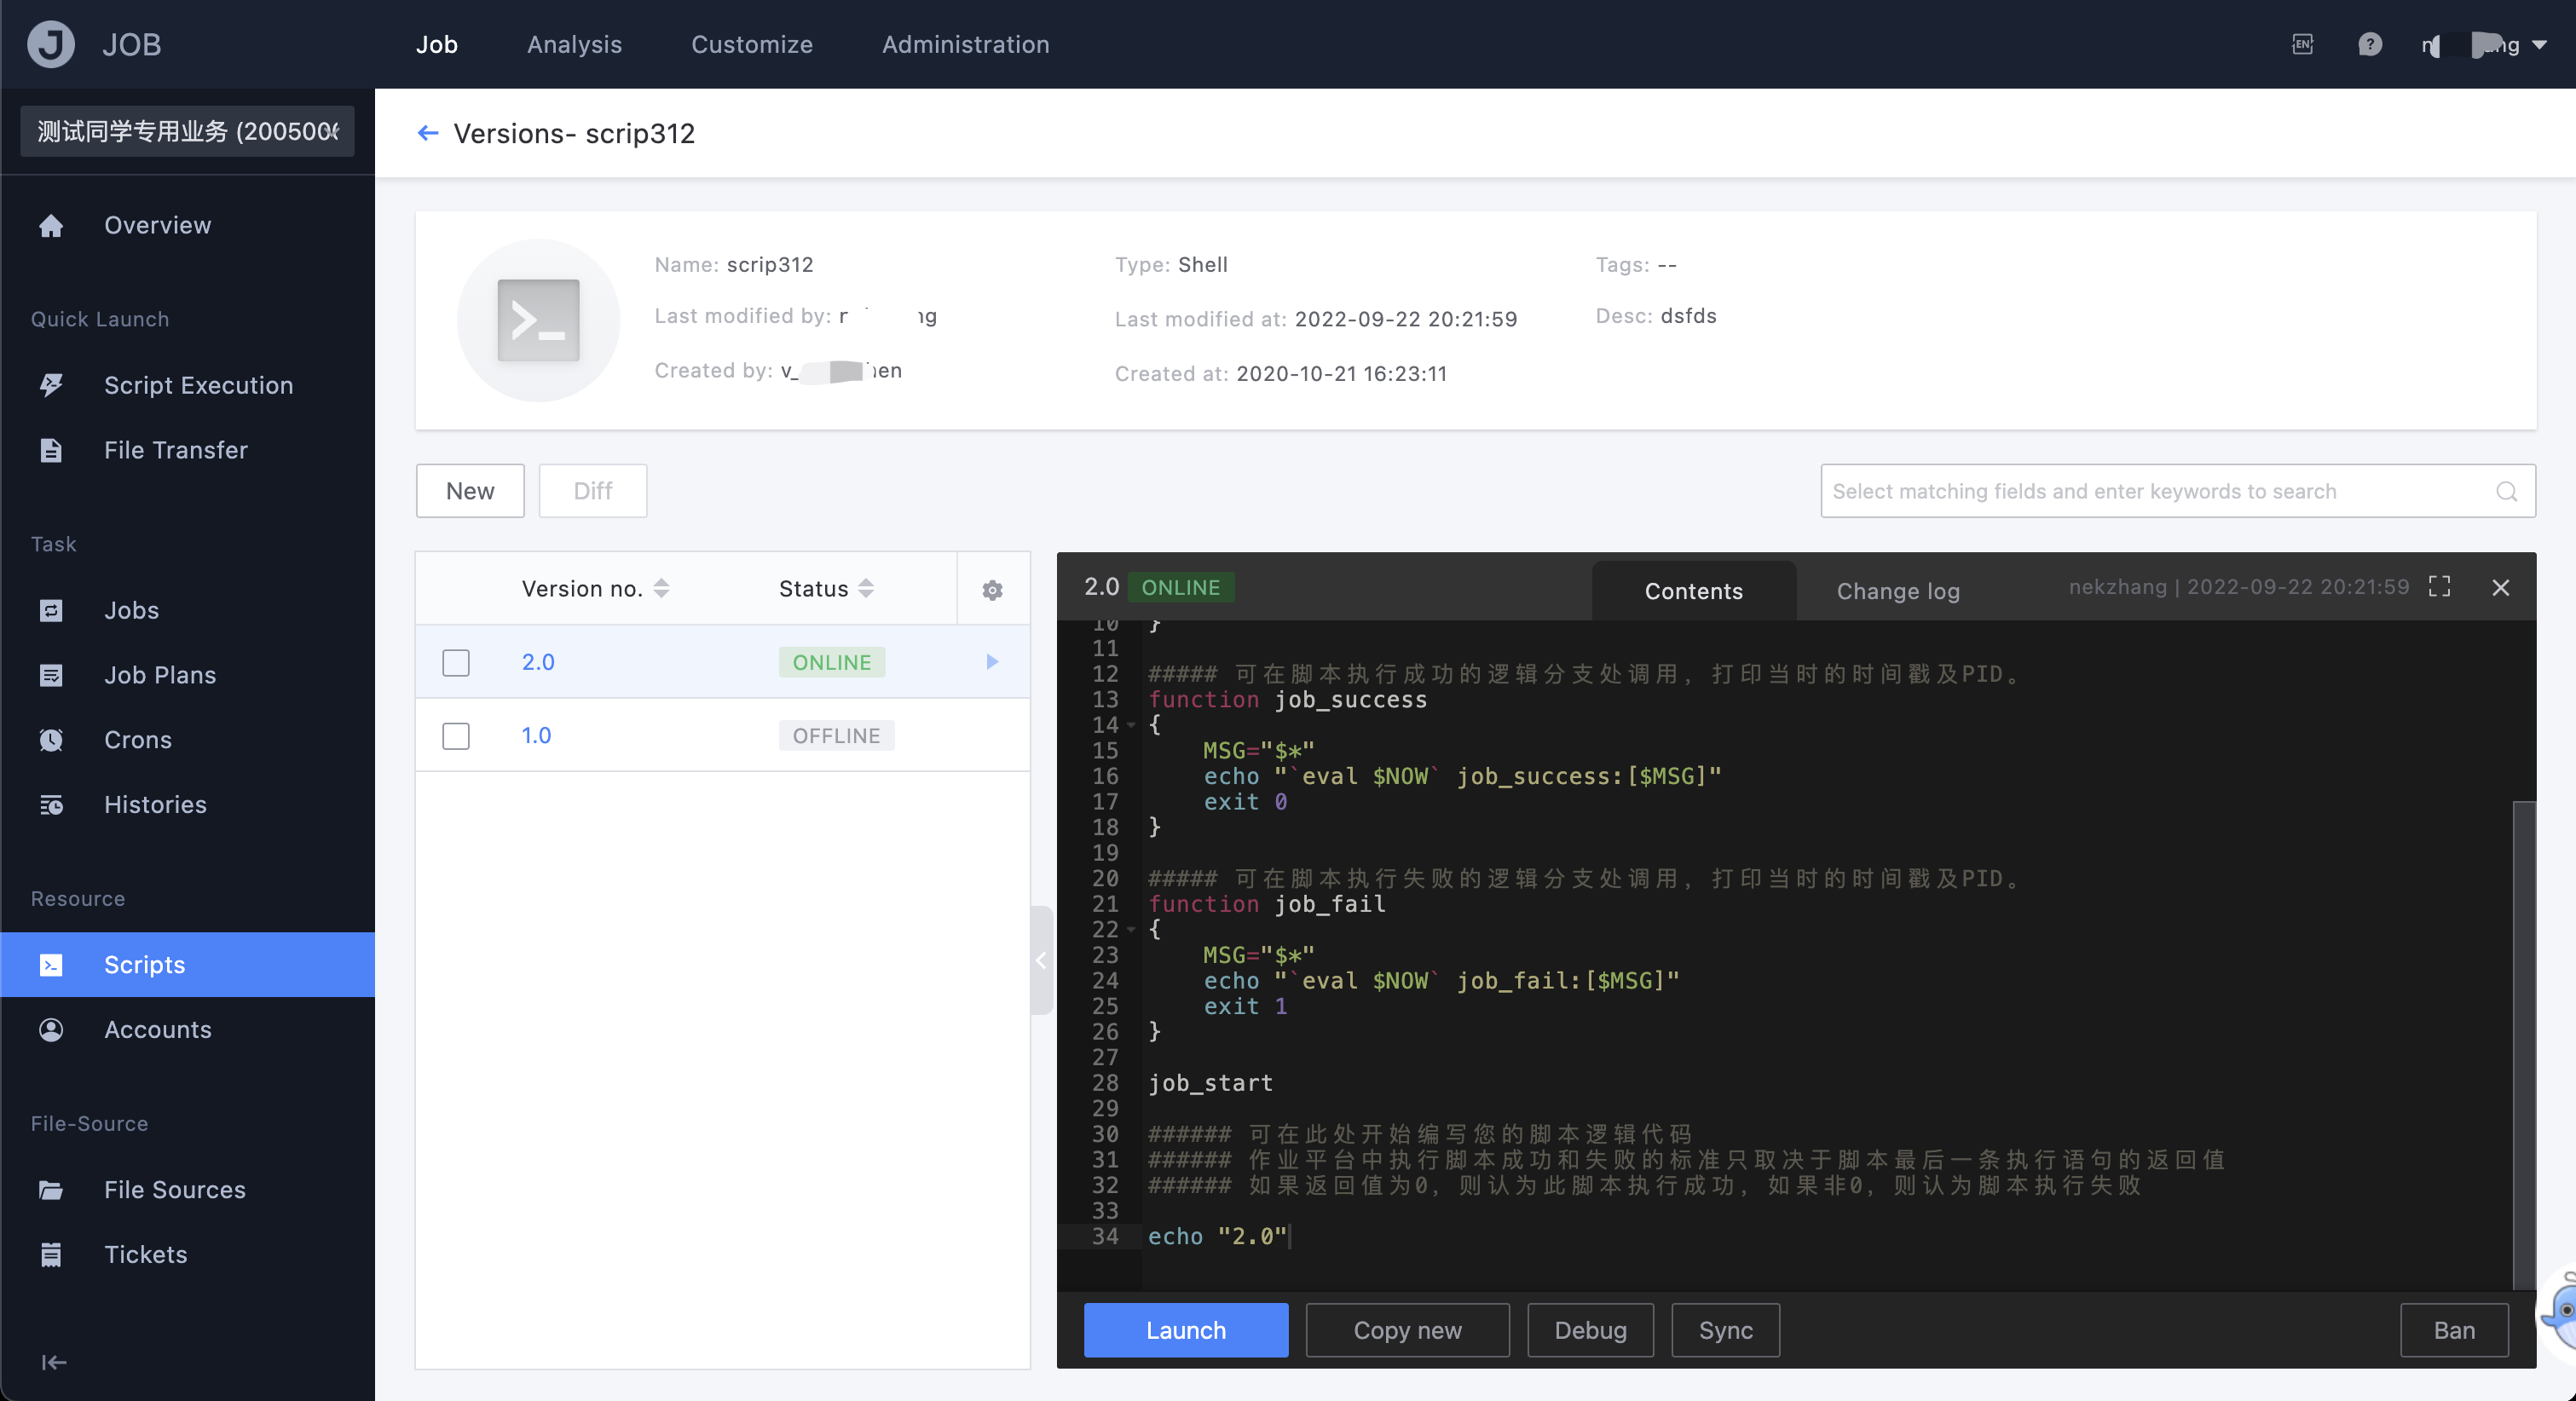 JOB
Job
Analysis
Customize
Administration
EN
测试同学专用业务 (200500
Overview
Quick Launch
Script Execution
File Transfer
Task
Jobs
Job Plans
Crons
Histories
Resource
Scripts
Accounts
File-Source
File Sources
Tickets
Versions- scrip312
Name: scrip312
Type: Shell
Tags: --
Last modified by:
Last modified at: 2022-09-22 20:21:59
Desc: dsfds
Created by:
Created at: 2020-10-21 16:23:11
New
Diff
Select matching fields and enter keywords to search
Version no.
Status
2.0
ONLINE
1.0
OFFLINE
2.0 ONLINE
Contents
Change log
nekzhang | 2022-09-22 20:21:59
10 }
11
12 ##### 可在脚本执行成功的逻辑分支处调用，打印当时的时间戳及PID。
13 function job_success
14 {
15 MSG="$*"
16 echo "`eval $NOW` job_success:[$MSG]"
17 exit 0
18 }
19
20 ##### 可在脚本执行失败的逻辑分支处调用，打印当时的时间戳及PID。
21 function job_fail
22 {
23 MSG="$*"
24 echo "`eval $NOW` job_fail:[$MSG]"
25 exit 1
26 }
27
28 job_start
29
30 ###### 可在此处开始编写您的脚本逻辑代码
31 ###### 作业平台中执行脚本成功和失败的标准只取决于脚本最后一条执行语句的返回值
32 ###### 如果返回值为0，则认为此脚本执行成功，如果非0，则认为脚本执行失败
33
34 echo "2.0"
Launch
Copy new
Debug
Sync
Ban